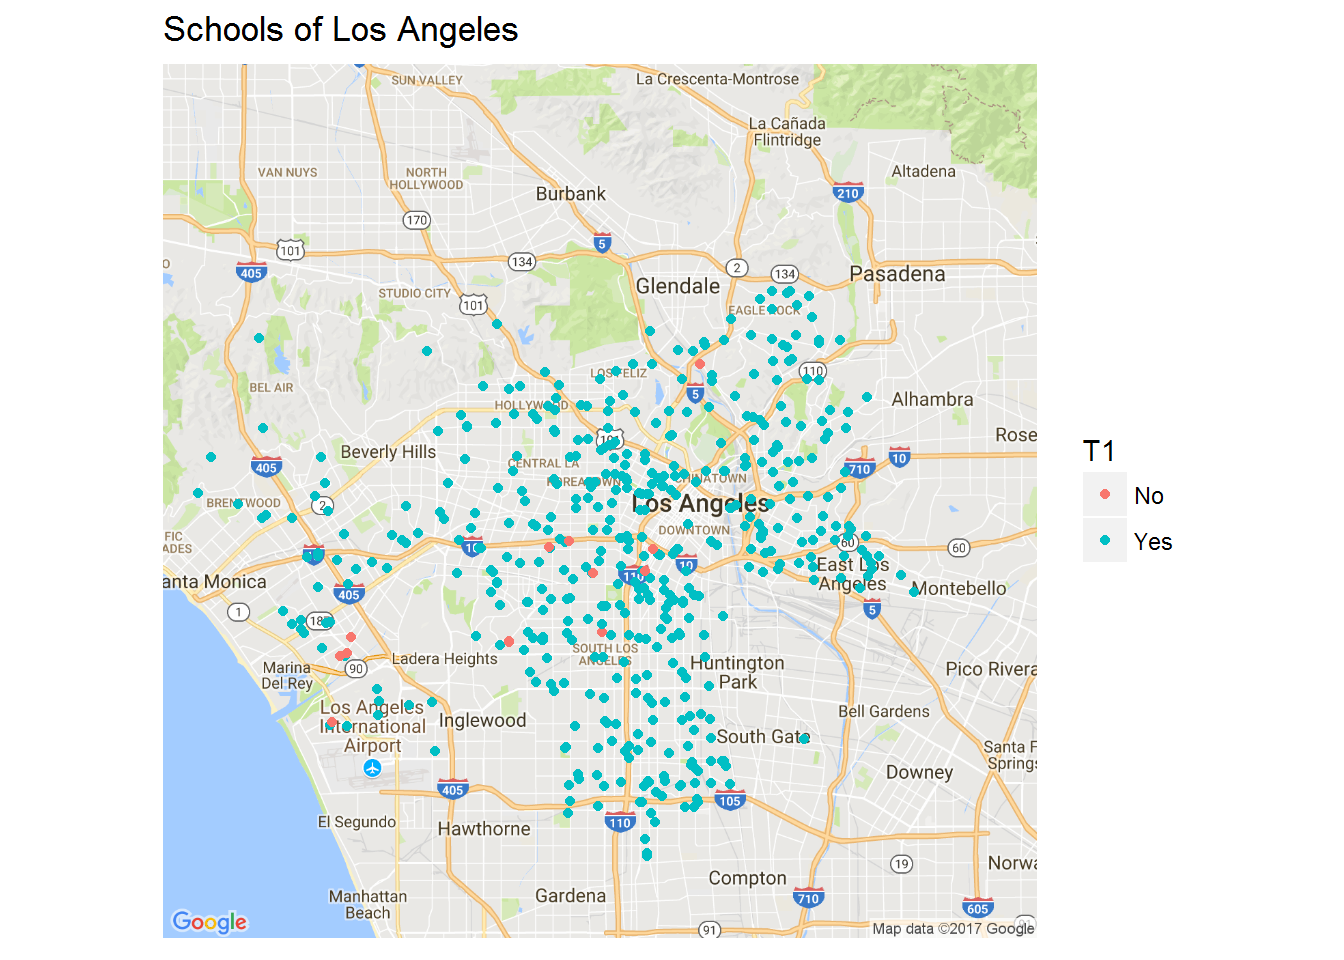 Schools of Los Angeles
SUN VALLEY
La Crescenta-Montrose
La Cañada
Flintridge
VAN NUYS
NORTH
HOLLYWOOD
Burbank
Altadena
210
170
101
5
134
2
134
405
Glendale
Pasadena
STUDIO CITY
101
EAGLE ROCK
BEL AIR
LOS FELIZ
110
5
HOLLYWOOD
Alhambra
101
Rose
Beverly Hills
405
CENTRAL LA
710
10
KOREATOWN
CHINATOWN
BRENTWOOD
2
Los Angeles
DOWNTOWN
FIC
ADES
10
10
60
60
East Los
Angeles
anta Monica
110
10
405
Montebello
1
187
5
SOUTH LOS
ANGELES
Ladera Heights
Marina
Del Rey
90
Huntington
Park
Pico Rivera
Los Angeles
International
Airport
Inglewood
Bell Gardens
South Gate
Santa F
Springs
Downey
405
105
El Segundo
Hawthorne
110
19
Norwa
Compton
Manhattan
Beach
Gardena
710
605
91
91
Google
Map data ©2017 Google
T1
No
Yes